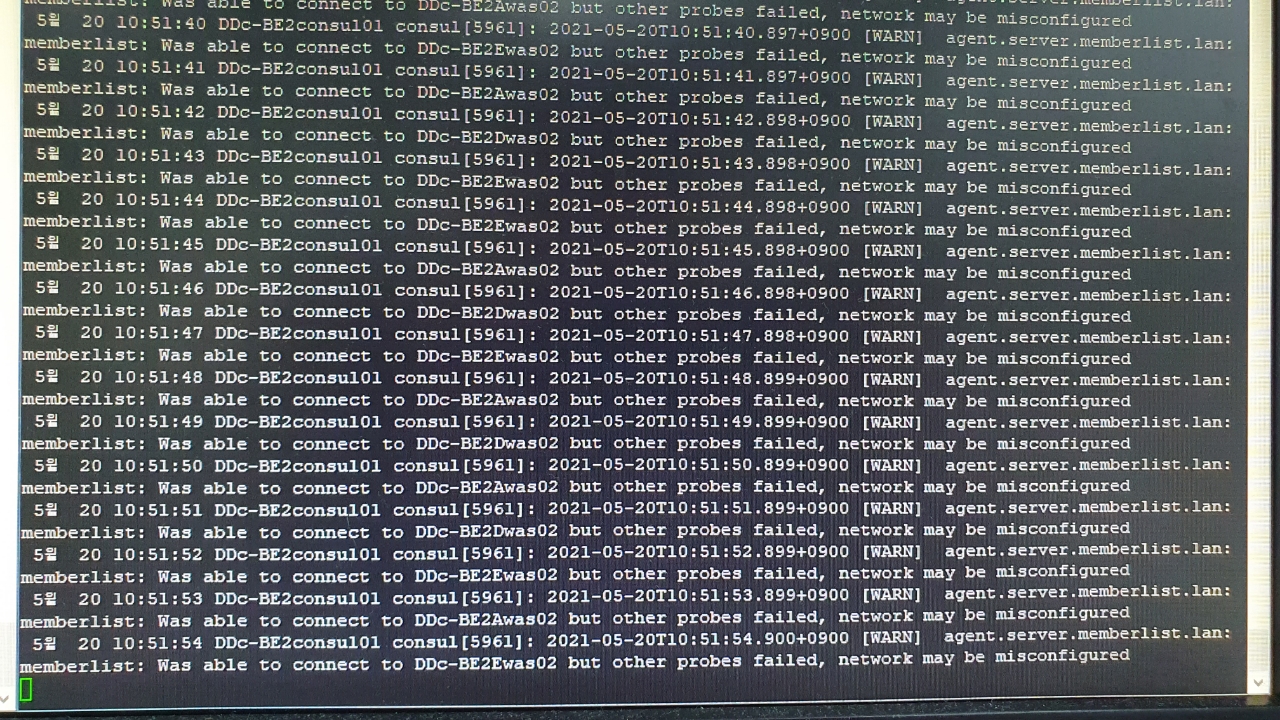 memberlist: Was able to connect to DDc-BE2Awas02 but other probes failed, network may be misconfigured
5월 20 10:51:40 DDc-BE2consul01 consul[5961]: 2021-05-20T10:51:40.897+0900 [WARN] agent.server.memberlist.lan:
memberlist: Was able to connect to DDc-BE2Dwas02 but other probes failed, network may be misconfigured
5월 20 10:51:41 DDc-BE2consul01 consul[5961]: 2021-05-20T10:51:41.897+0900 [WARN] agent.server.memberlist.lan:
memberlist: Was able to connect to DDc-BE2Awas02 but other probes failed, network may be misconfigured
5월 20 10:51:42 DDc-BE2consul01 consul[5961]: 2021-05-20T10:51:42.898+0900 [WARN] agent.server.memberlist.lan:
memberlist: Was able to connect to DDc-BE2Dwas02 but other probes failed, network may be misconfigured
5월 20 10:51:43 DDc-BE2consul01 consul[5961]: 2021-05-20T10:51:43.898+0900 [WARN] agent.server.memberlist.lan:
memberlist: Was able to connect to DDc-BE2Ewas02 but other probes failed, network may be misconfigured
5월 20 10:51:44 DDc-BE2consul01 consul[5961]: 2021-05-20T10:51:44.898+0900 [WARN] agent.server.memberlist.lan:
memberlist: Was able to connect to DDc-BE2Dwas02 but other probes failed, network may be misconfigured
5월 20 10:51:45 DDc-BE2consul01 consul[5961]: 2021-05-20T10:51:45.898+0900 [WARN] agent.server.memberlist.lan:
memberlist: Was able to connect to DDc-BE2Awas02 but other probes failed, network may be misconfigured
5월 20 10:51:46 DDc-BE2consul01 consul[5961]: 2021-05-20T10:51:46.898+0900 [WARN] agent.server.memberlist.lan:
memberlist: Was able to connect to DDc-BE2Dwas02 but other probes failed, network may be misconfigured
5월 20 10:51:47 DDc-BE2consul01 consul[5961]: 2021-05-20T10:51:47.898+0900 [WARN] agent.server.memberlist.lan:
memberlist: Was able to connect to DDc-BE2Ewas02 but other probes failed, network may be misconfigured
5월 20 10:51:48 DDc-BE2consul01 consul[5961]: 2021-05-20T10:51:48.899+0900 [WARN] agent.server.memberlist.lan:
memberlist: Was able to connect to DDc-BE2Awas02 but other probes failed, network may be misconfigured
5월 20 10:51:49 DDc-BE2consul01 consul[5961]: 2021-05-20T10:51:49.899+0900 [WARN] agent.server.memberlist.lan:
memberlist: Was able to connect to DDc-BE2Dwas02 but other probes failed, network may be misconfigured
5월 20 10:51:50 DDc-BE2consul01 consul[5961]: 2021-05-20T10:51:50.899+0900 [WARN] agent.server.memberlist.lan:
memberlist: Was able to connect to DDc-BE2Awas02 but other probes failed, network may be misconfigured
5월 20 10:51:51 DDc-BE2consul01 consul[5961]: 2021-05-20T10:51:51.899+0900 [WARN] agent.server.memberlist.lan:
memberlist: Was able to connect to DDc-BE2Dwas02 but other probes failed, network may be misconfigured
5월 20 10:51:52 DDc-BE2consul01 consul[5961]: 2021-05-20T10:51:52.899+0900 [WARN] agent.server.memberlist.lan:
memberlist: Was able to connect to DDc-BE2Ewas02 but other probes failed, network may be misconfigured
5월 20 10:51:53 DDc-BE2consul01 consul[5961]: 2021-05-20T10:51:53.899+0900 [WARN] agent.server.memberlist.lan:
memberlist: Was able to connect to DDc-BE2Awas02 but other probes failed, network may be misconfigured
5월 20 10:51:54 DDc-BE2consul01 consul[5961]: 2021-05-20T10:51:54.900+0900 [WARN] agent.server.memberlist.lan:
memberlist: Was able to connect to DDc-BE2Ewas02 but other probes failed, network may be misconfigured